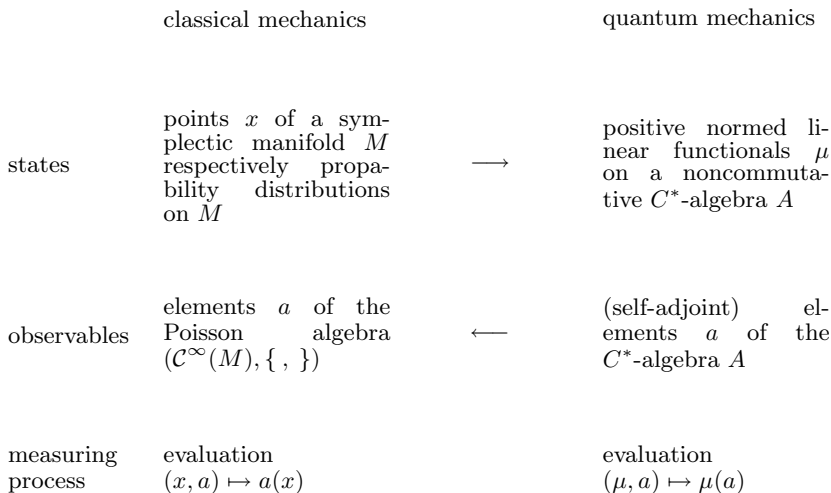 classical mechanics
quantum mechanics
states
points x of a sym-
plectic manifold M
respectively propa-
bility distributions
on M
⟶
positive normed li-
near functionals μ
on a noncommuta-
tive C*-algebra A
observables
elements a of the
Poisson algebra
(𝒞^∞(M), { , })
⟵
(self-adjoint) el-
ements a of the
C*-algebra A
measuring
process
evaluation
(x, a) ↦ a(x)
evaluation
(μ, a) ↦ μ(a)